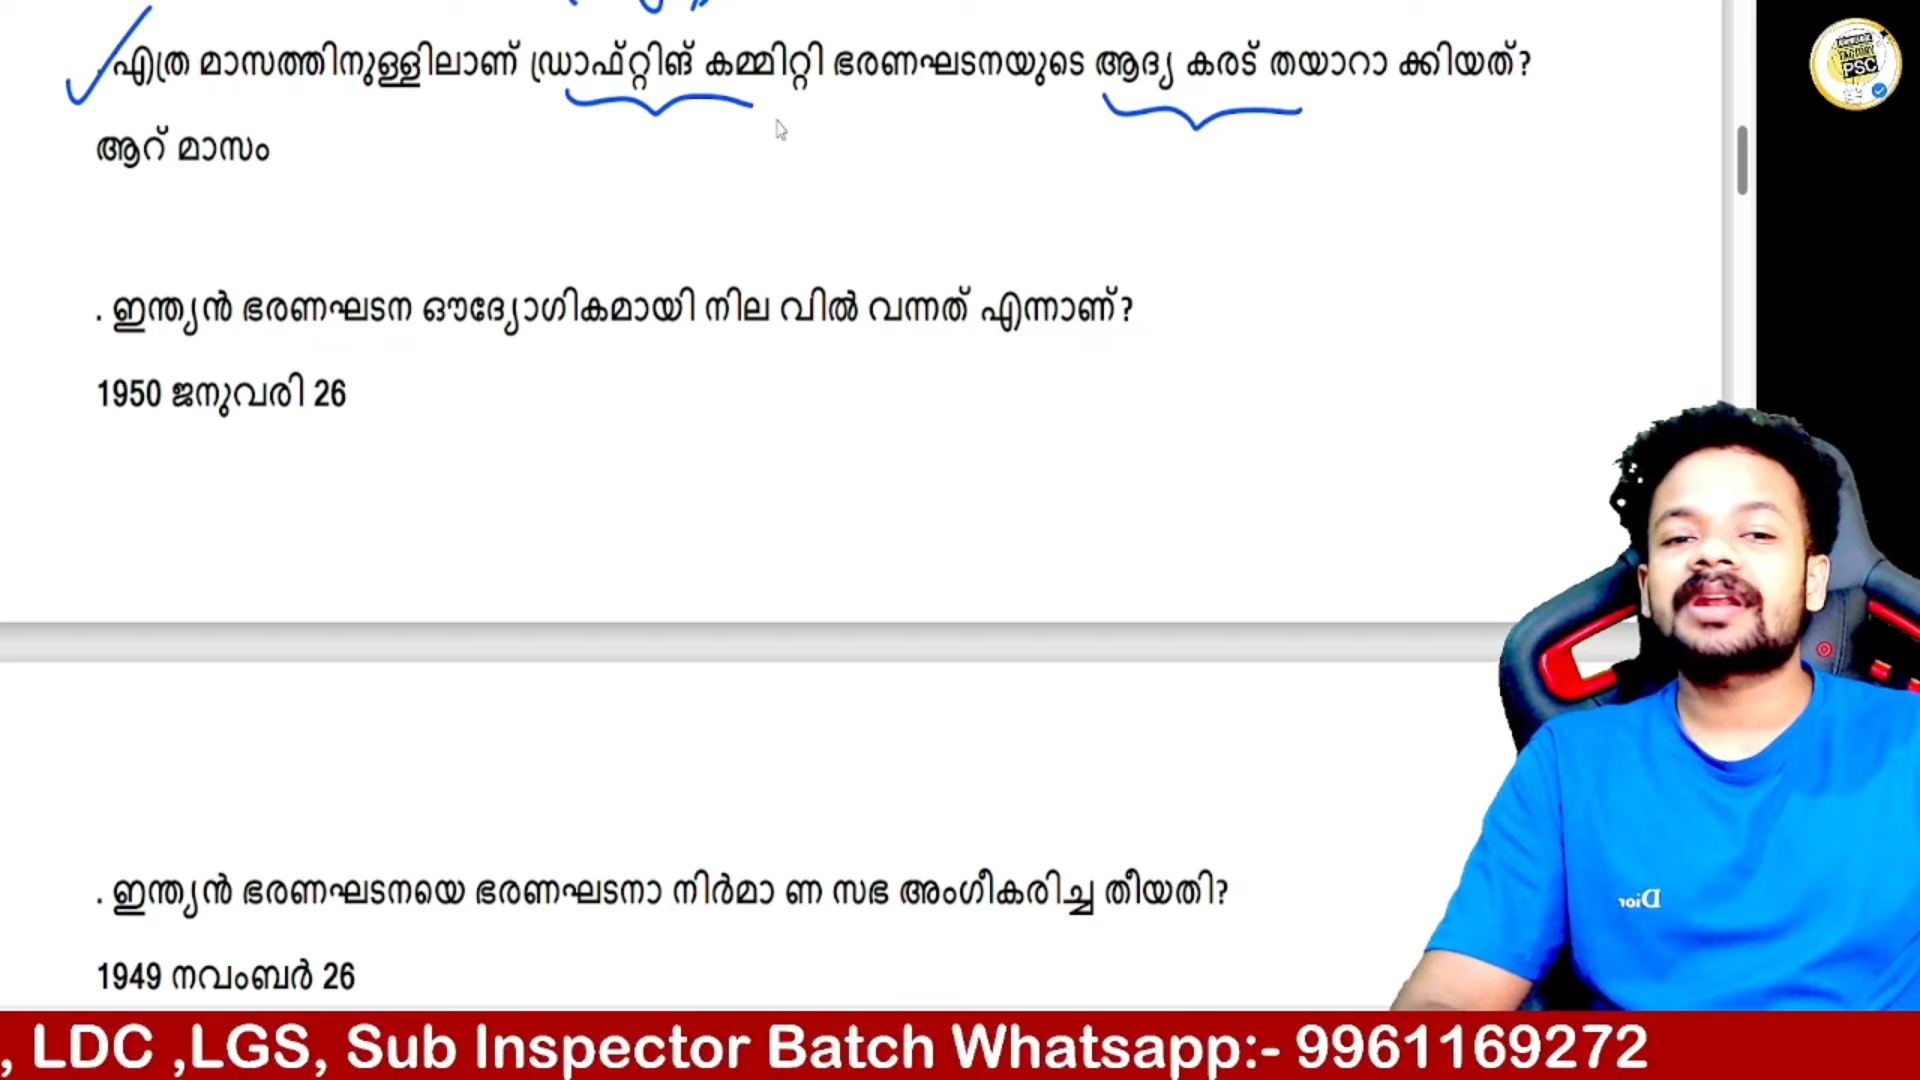 എത്ര മാസത്തിനുള്ളിലാണ് ഡ്രാഫ്റ്റിങ് കമ്മിറ്റി ഭരണഘടനയുടെ ആദ്യ കരട് തയാറാ ക്കിയത്?
ആറ് മാസം
. ഇന്ത്യൻ ഭരണഘടന ഔദ്യോഗികമായി നില വിൽ വന്നത് എന്നാണ്?
1950 ജനുവരി 26
. ഇന്ത്യൻ ഭരണഘടനയെ ഭരണഘടനാ നിർമാ ണ സഭ അംഗീകരിച്ച തീയതി?
1949 നവംബർ 26
PSC
Dior
, LDC ,LGS, Sub Inspector Batch Whatsapp:- 9961169272